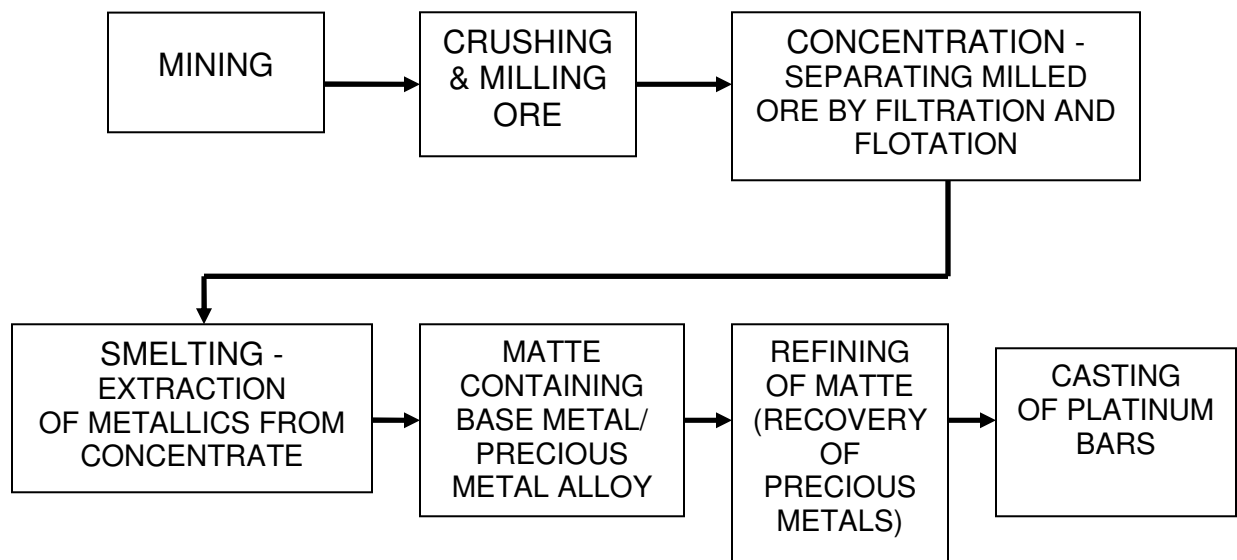 MINING
CRUSHING
& MILLING
ORE
CONCENTRATION -
SEPARATING MILLED
ORE BY FILTRATION AND
FLOTATION
SMELTING -
EXTRACTION
OF METALLICS FROM
CONCENTRATE
MATTE
CONTAINING
BASE METAL/
PRECIOUS
METAL ALLOY
REFINING
OF MATTE
(RECOVERY
OF
PRECIOUS
METALS)
CASTING
OF PLATINUM
BARS